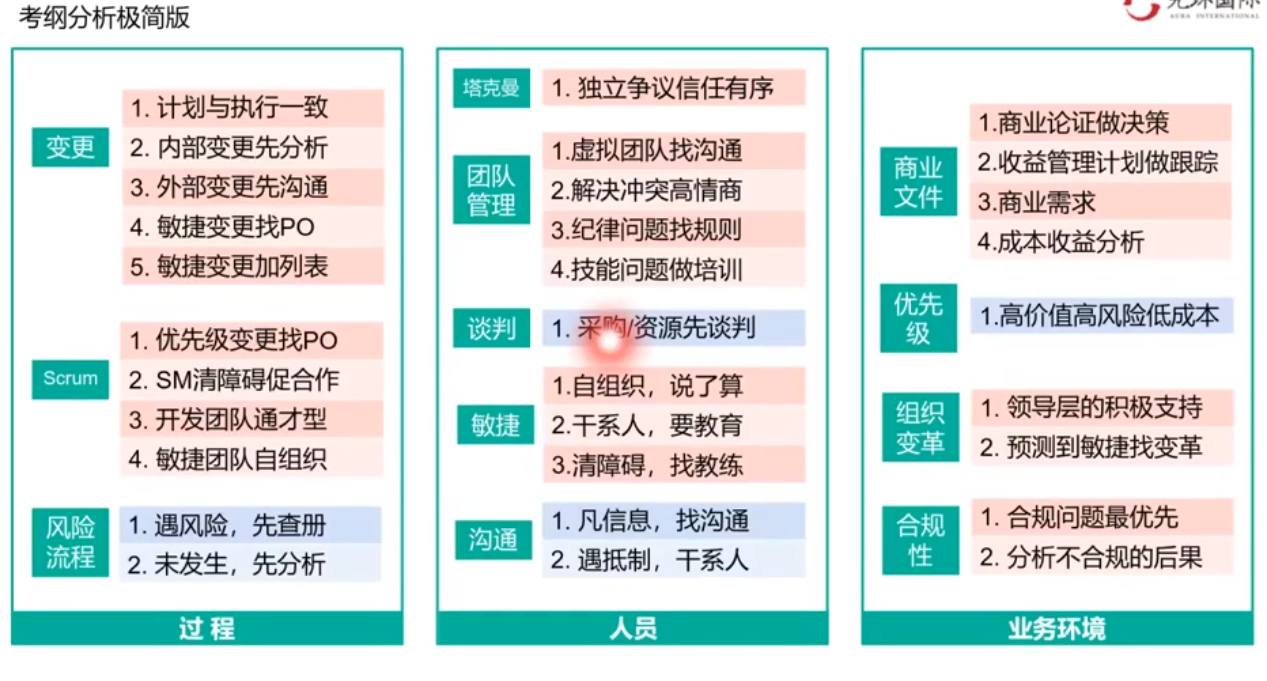 考纲分析极简版
AURA INTERNATIONAL
变更
1. 计划与执行一致
2. 内部变更先分析
3. 外部变更先沟通
4. 敏捷变更找PO
5. 敏捷变更加列表
Scrum
1. 优先级变更找PO
2. SM清障碍促合作
3. 开发团队通才型
4. 敏捷团队自组织
风险
流程
1. 遇风险，先查册
2. 未发生，先分析
过 程
塔克曼
1. 独立争议信任有序
团队
管理
1.虚拟团队找沟通
2.解决冲突高情商
3.纪律问题找规则
4.技能问题做培训
谈判
1. 采购/资源先谈判
敏捷
1.自组织，说了算
2.干系人，要教育
3.清障碍，找教练
沟通
1. 凡信息，找沟通
2. 遇抵制，干系人
人员
商业
文件
1.商业论证做决策
2.收益管理计划做跟踪
3.商业需求
4.成本收益分析
优先
级
1.高价值高风险低成本
组织
变革
1. 领导层的积极支持
2. 预测到敏捷找变革
合规
性
1. 合规问题最优先
2. 分析不合规的后果
业务环境